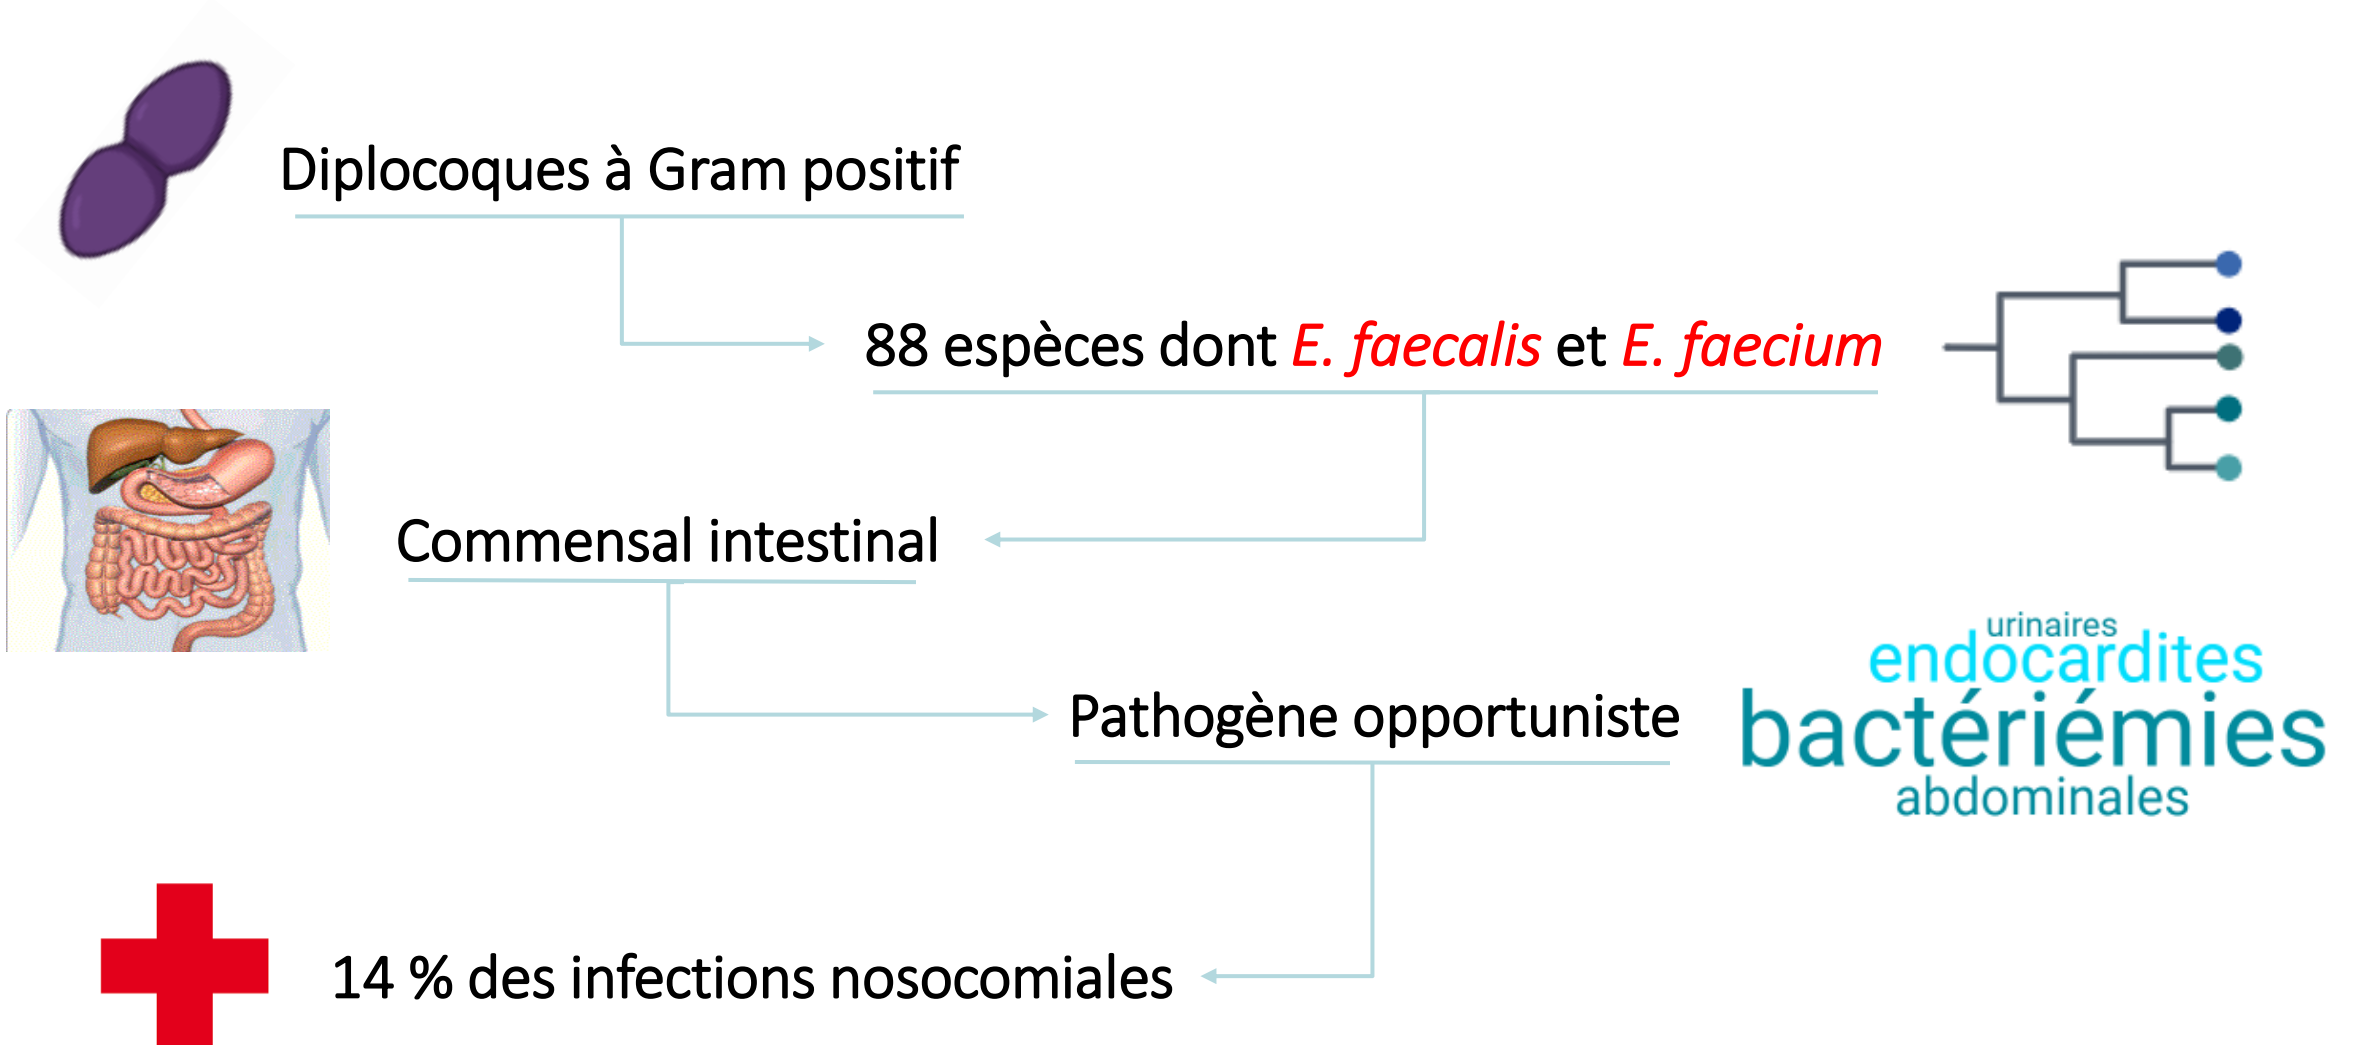 Diplocoques à Gram positif
88 espèces dont E. faecalis et E. faecium
Commensal intestinal
Pathogène opportuniste
urinaires
endocardites
bactériémies
abdominales
14 % des infections nosocomiales